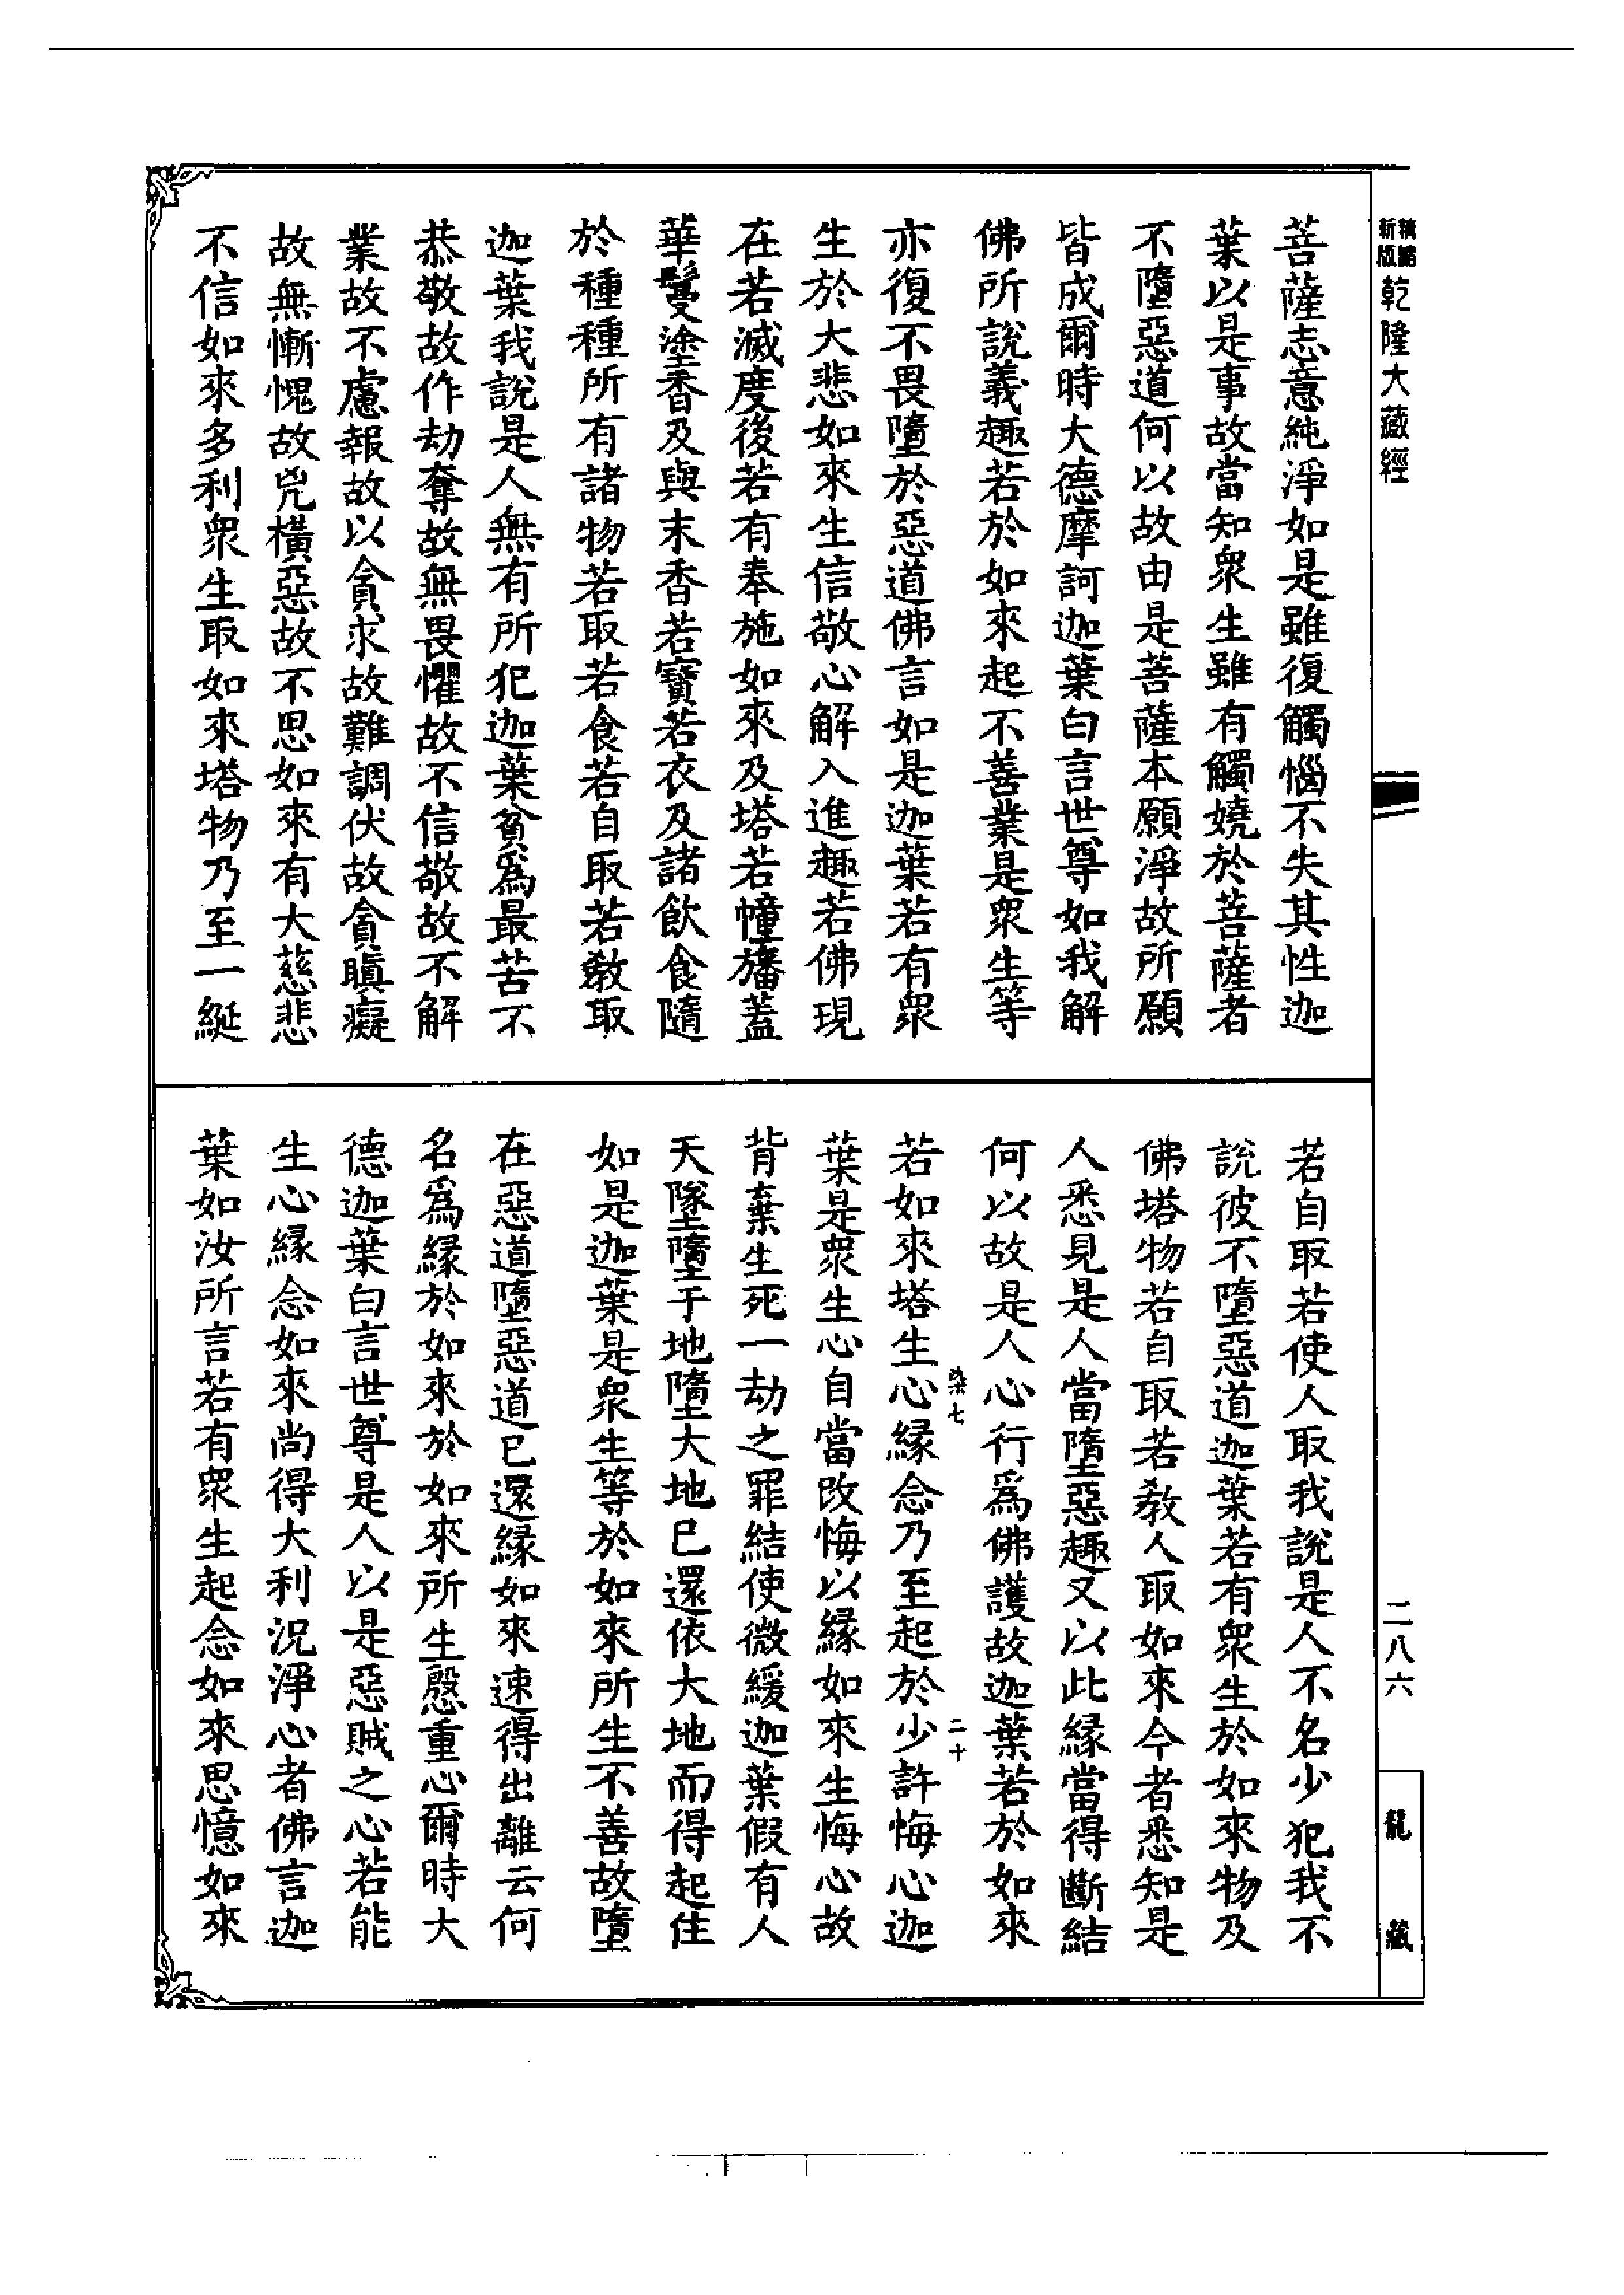 新版精縮乾隆大藏經
菩薩志意純淨如是雖復觸惱不失其性迦
葉以是事故當知衆生雖有觸嬈於菩薩者
不墮惡道何以故由是菩薩本願淨故所願
皆成爾時大德摩訶迦葉白言世尊如我解
佛所說義趣若於如來起不善業是衆生等
亦復不畏墮於惡道佛言如是迦葉若有衆
生於大悲如來生信敬心解入進趣若佛現
在若滅度後若有奉施如來及塔若幢旛蓋
華鬘塗香及與末香若寶若衣及諸飲食隨
於種種所有諸物若取若食若自取若教取
迦葉我說是人無有所犯迦葉貧爲最苦不
恭敬故作劫奪故無畏懼故不信敬故不解
業故不慮報故以貪求故難調伏故貪瞋癡
故無慚愧故兇橫惡故不思如來有大慈悲
不信如來多利衆生取如來塔物乃至一綖
若自取若使人取我說是人不名少犯我不
說彼不墮惡道迦葉若有衆生於如來物及
佛塔物若自取若教人取如來今者悉知是
人悉見是人當墮惡趣又以此緣當得斷結
何以故是人心行爲佛護故迦葉若於如來
染七 二十
若如來塔生心緣念乃至起於少許悔心迦
葉是衆生心自當改悔以緣如來生悔心故
背棄生死一劫之罪結使微緩迦葉假有人
天墜墮于地墮大地已還依大地而得起住
如是迦葉是衆生等於如來所生不善故墮
在惡道墮惡道已還緣如來速得出離云何
名爲緣於如來於如來所生慇重心爾時大
德迦葉白言世尊是人以是惡賊之心若能
生心緣念如來尚得大利況淨心者佛言迦
葉如汝所言若有衆生起念如來思憶如來
二八六
龍藏